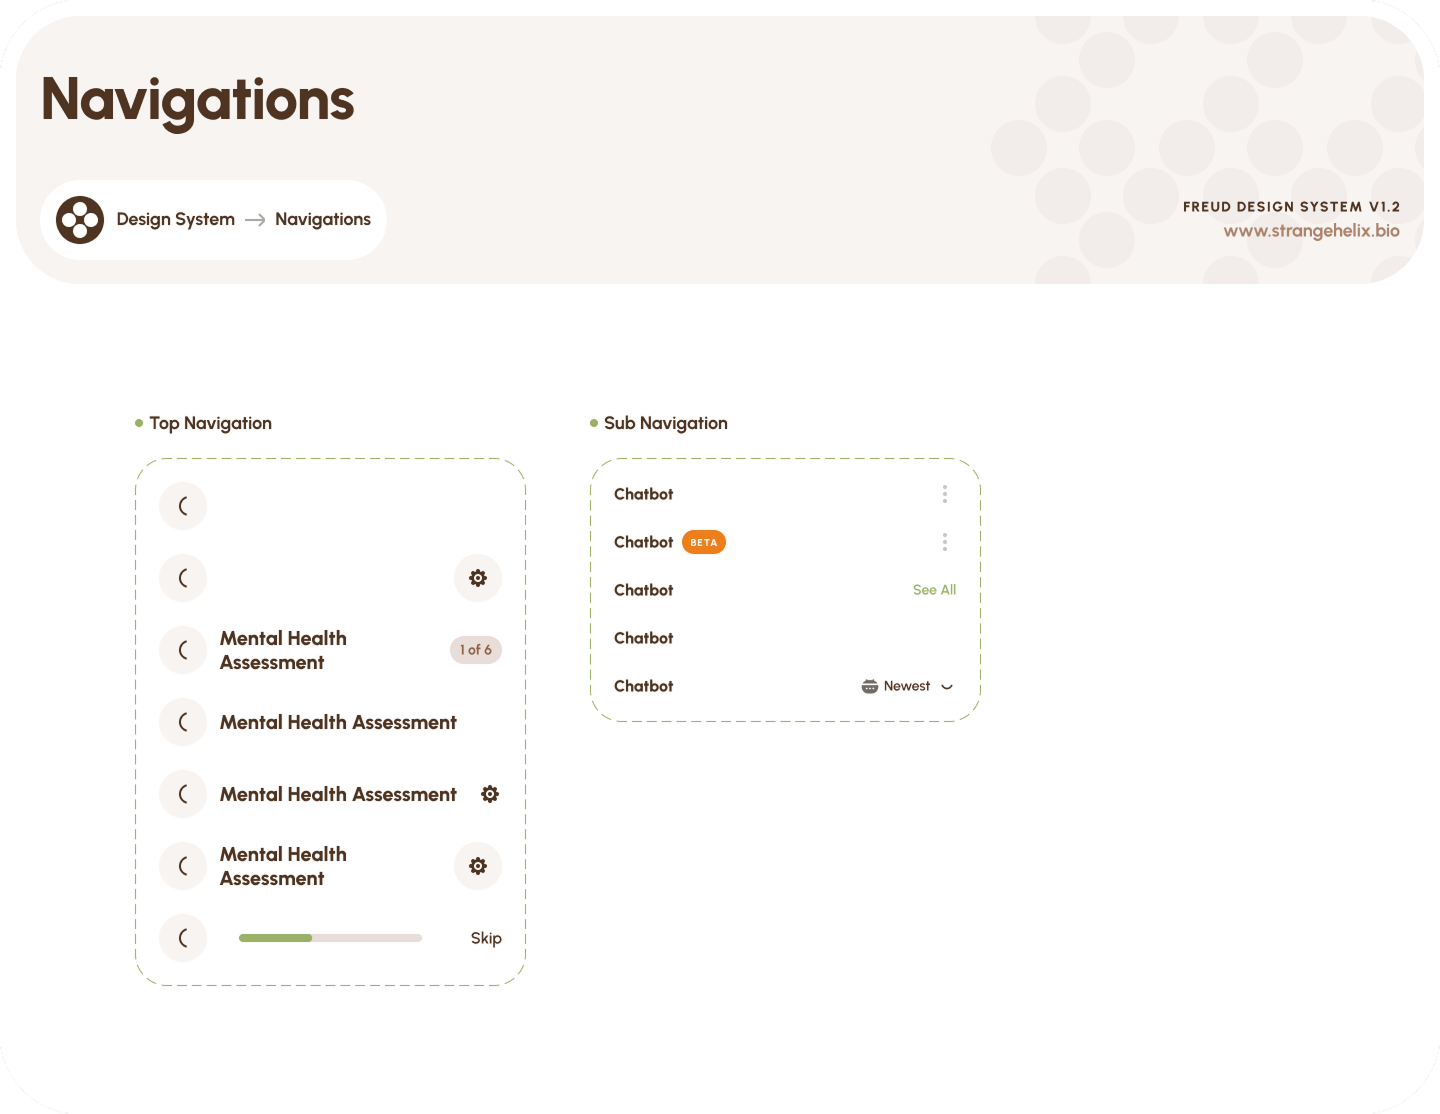 Navigations
Design System
Navigations
FREUD DESIGN SYSTEM V1.2
www.strangehelix.bio
Top Navigation
Mental Health
Assessment
1 of 6
Mental Health Assessment
Mental Health Assessment
Mental Health
Assessment
Skip
Sub Navigation
Chatbot
Chatbot
BETA
Chatbot
See All
Chatbot
Chatbot
Newest